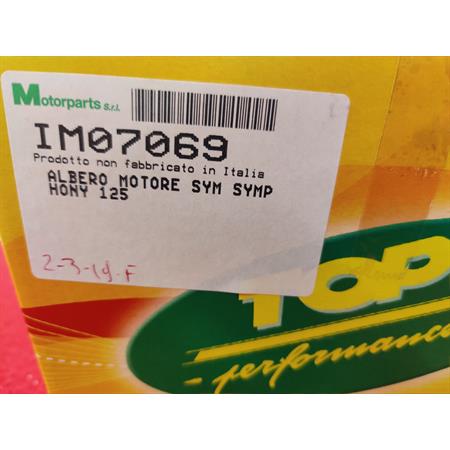 Motorparts S.r.l.
IM07069
Prodotto non fabbricato in Italia
ALBERO MOTORE SYM SYMP
HONY 125
2-3-19-F
TOP
performance